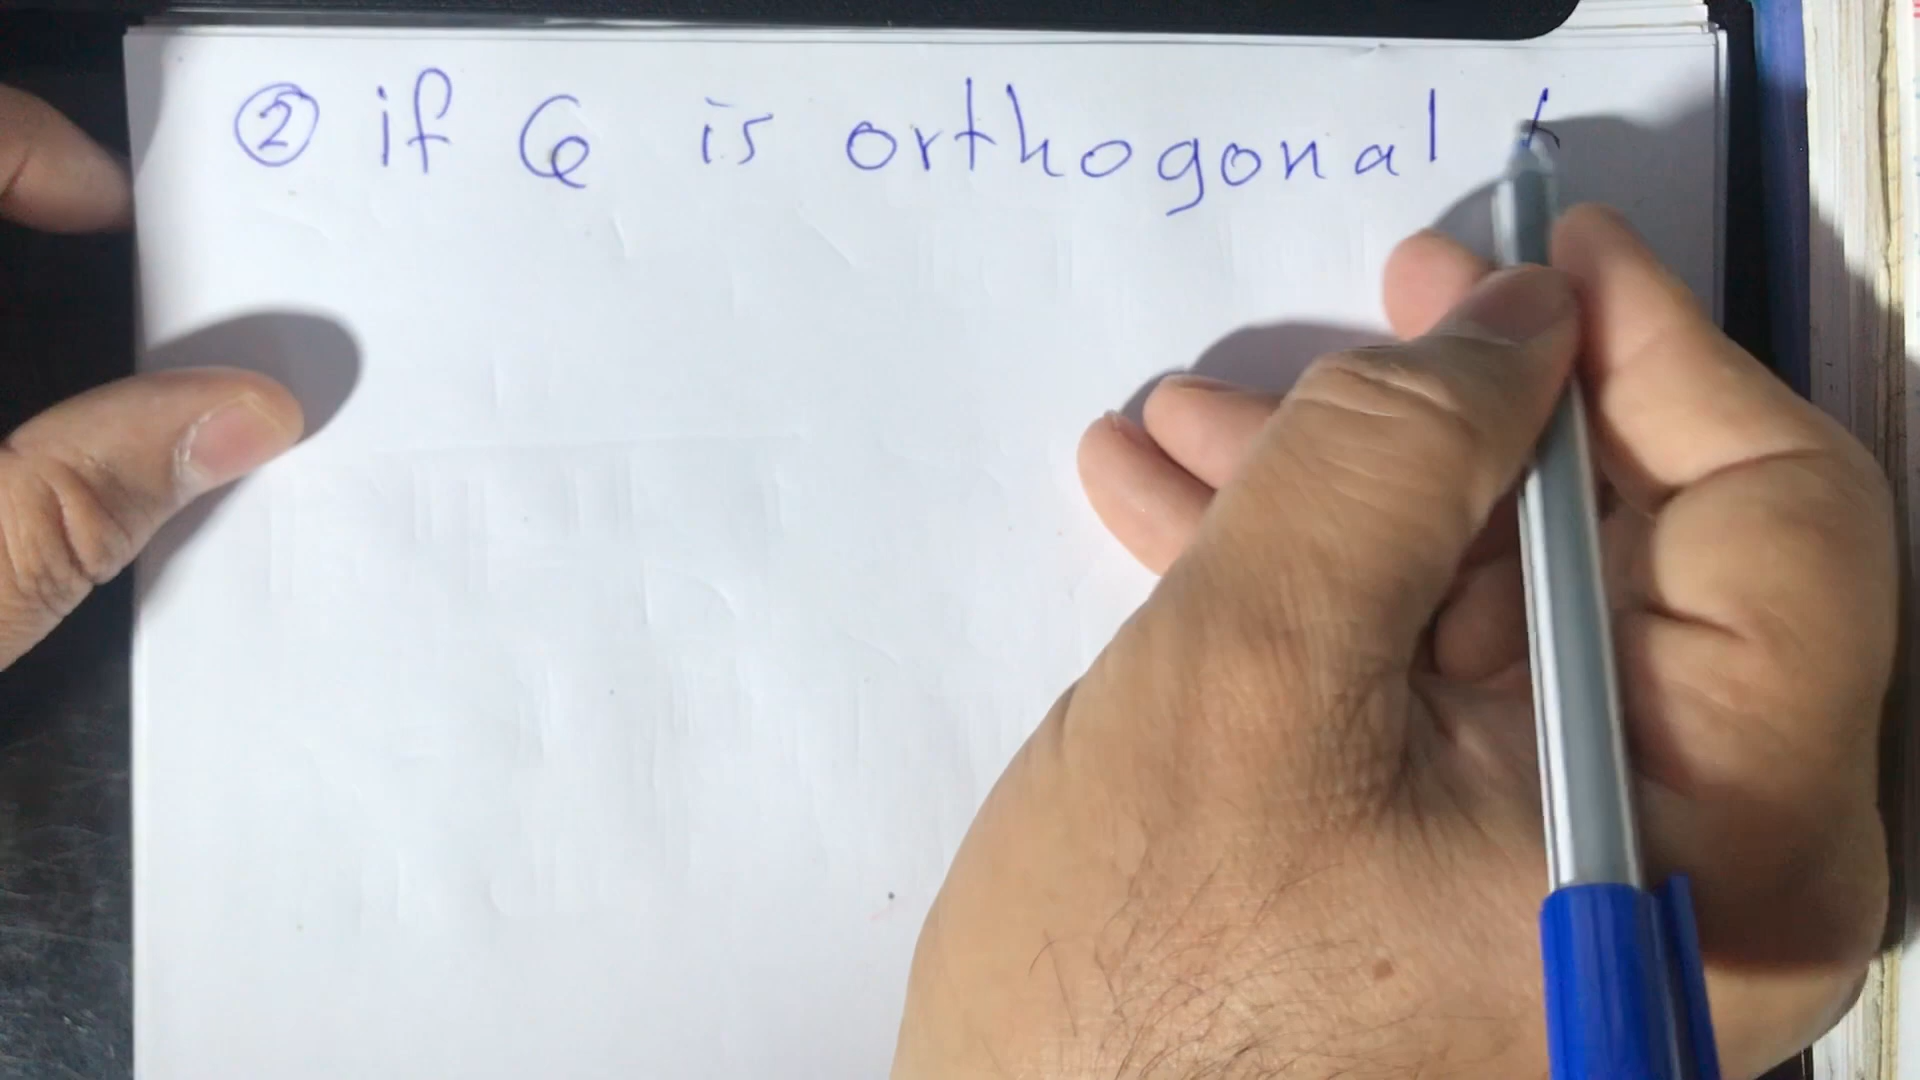 ② if Q is orthogonal